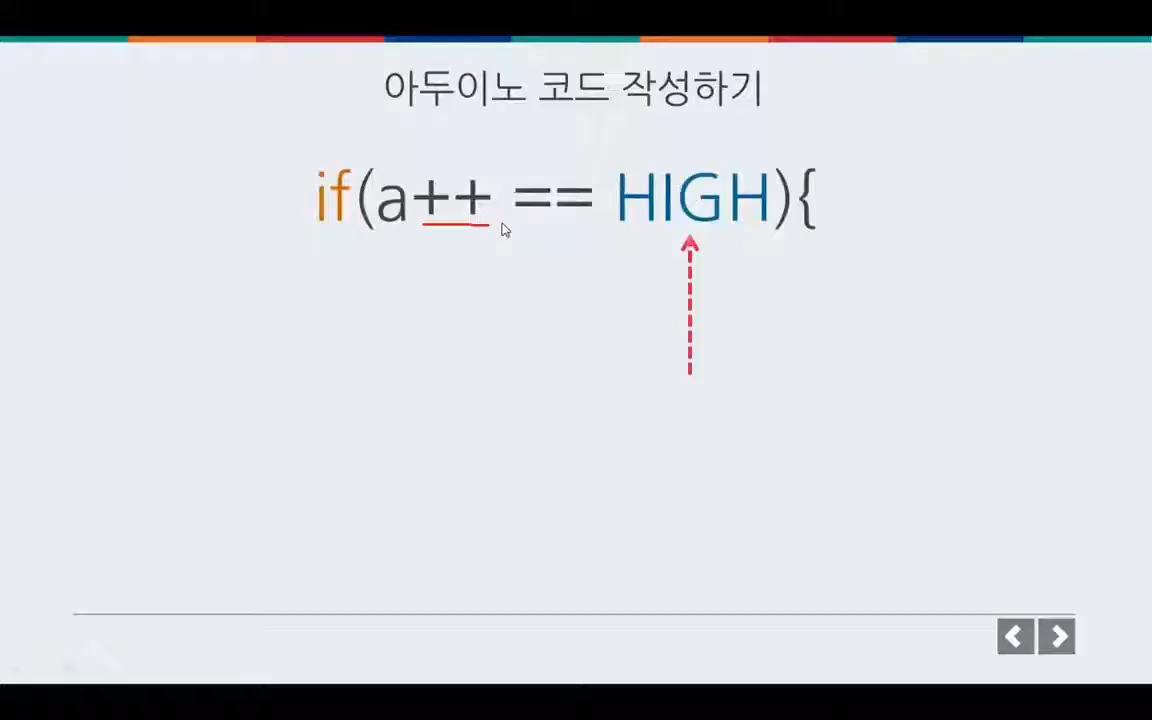 아두이노 코드 작성하기
if(a++ == HIGH){